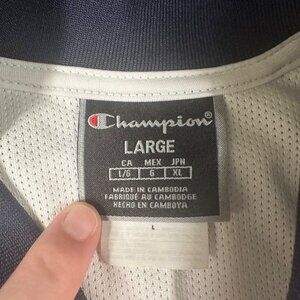 Champion®
LARGE
CA MEX JPN
L/G G XL
MADE IN CAMBODIA
FABRIQUÉ AU CAMBODGE
HECHO EN CAMBOYA
L